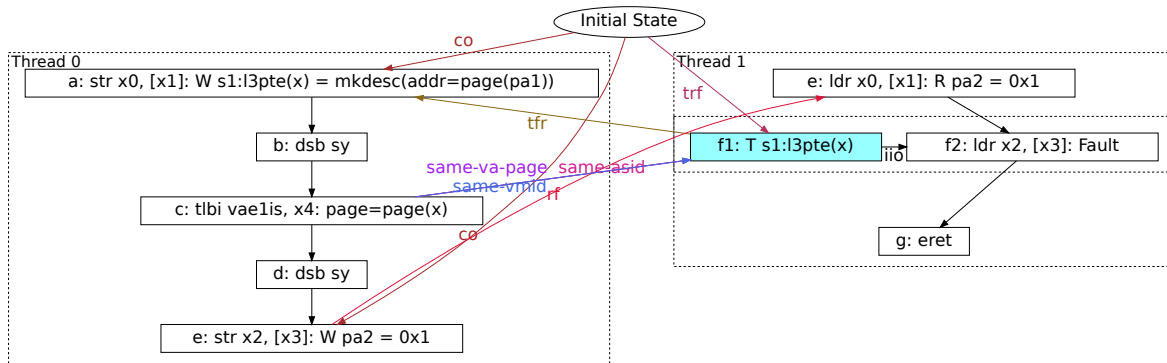 Initial State
Thread 0
Thread 1
co
a: str x0, [x1]: W s1:l3pte(x) = mkdesc(addr=page(pa1))
e: ldr x0, [x1]: R pa2 = 0x1
trf
tfr
b: dsb sy
f1: T s1:l3pte(x)
iio
f2: ldr x2, [x3]: Fault
same-va-page
same-asid
same-vmid
rf
c: tlbi vae1is, x4: page=page(x)
co
g: eret
d: dsb sy
e: str x2, [x3]: W pa2 = 0x1